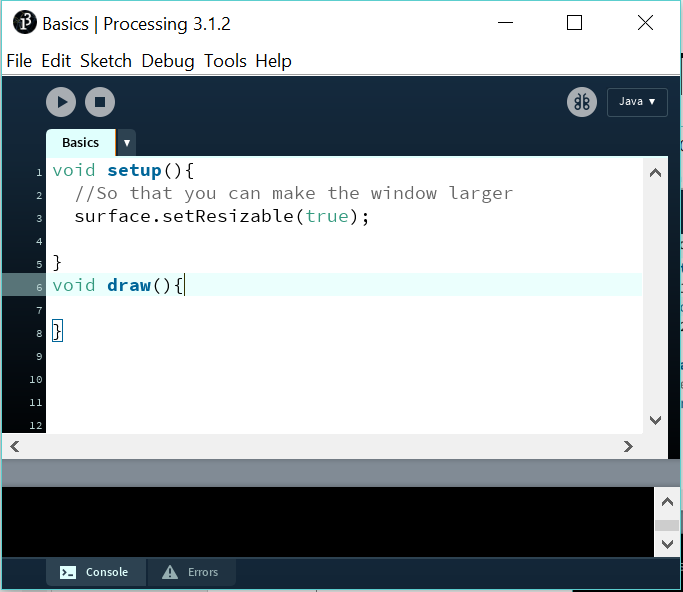 Basics | Processing 3.1.2
File Edit Sketch Debug Tools Help
Java ▼
Basics ▼
1 void setup(){
2   //So that you can make the window larger
3   surface.setResizable(true);
4
5 }
6 void draw(){
7
8 }
9
10
11
12
Console Errors